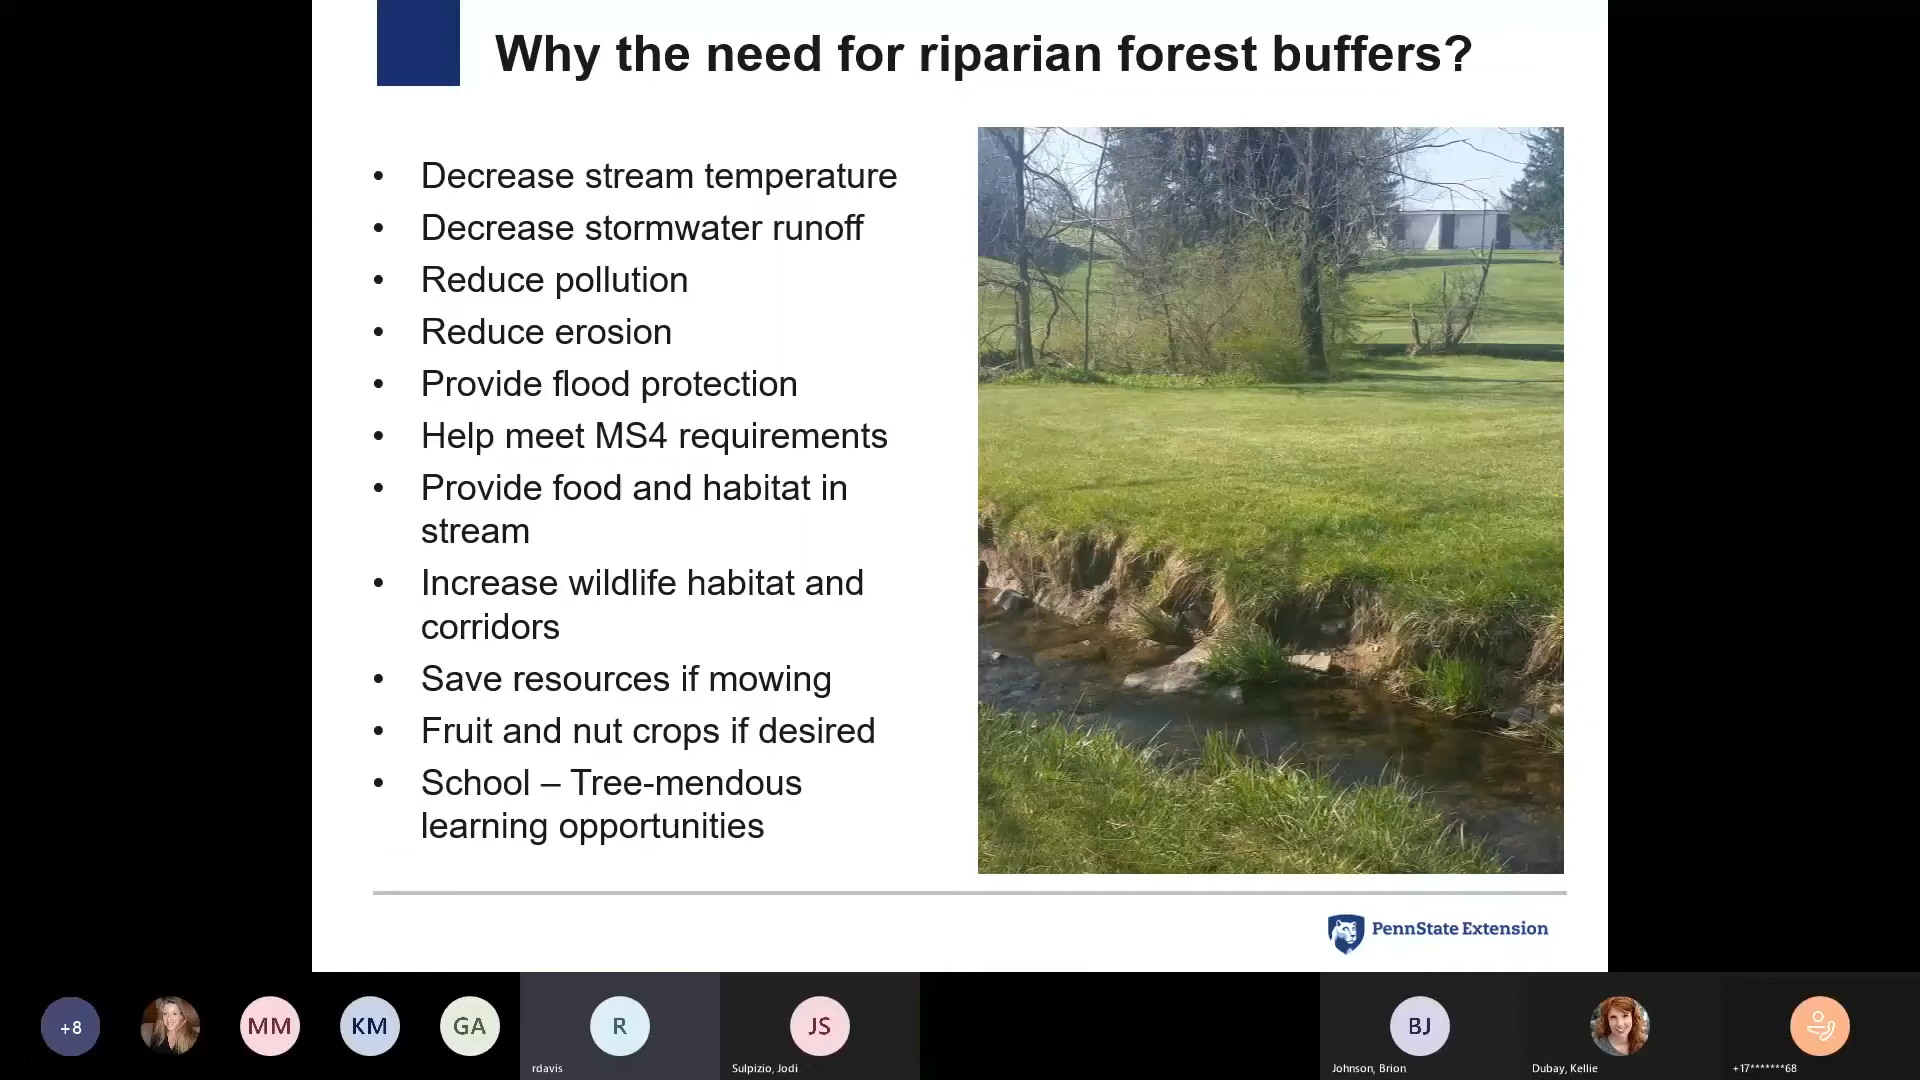 Why the need for riparian forest buffers?
• Decrease stream temperature
• Decrease stormwater runoff
• Reduce pollution
• Reduce erosion
• Provide flood protection
• Help meet MS4 requirements
• Provide food and habitat in
stream
• Increase wildlife habitat and
corridors
• Save resources if mowing
• Fruit and nut crops if desired
• School – Tree-mendous
learning opportunities
PennState Extension
+8
MM
KM
GA
R
rdavis
JS
Sulpizio, Jodi
BJ
Johnson, Brion
Dubay, Kellie
+17*******68